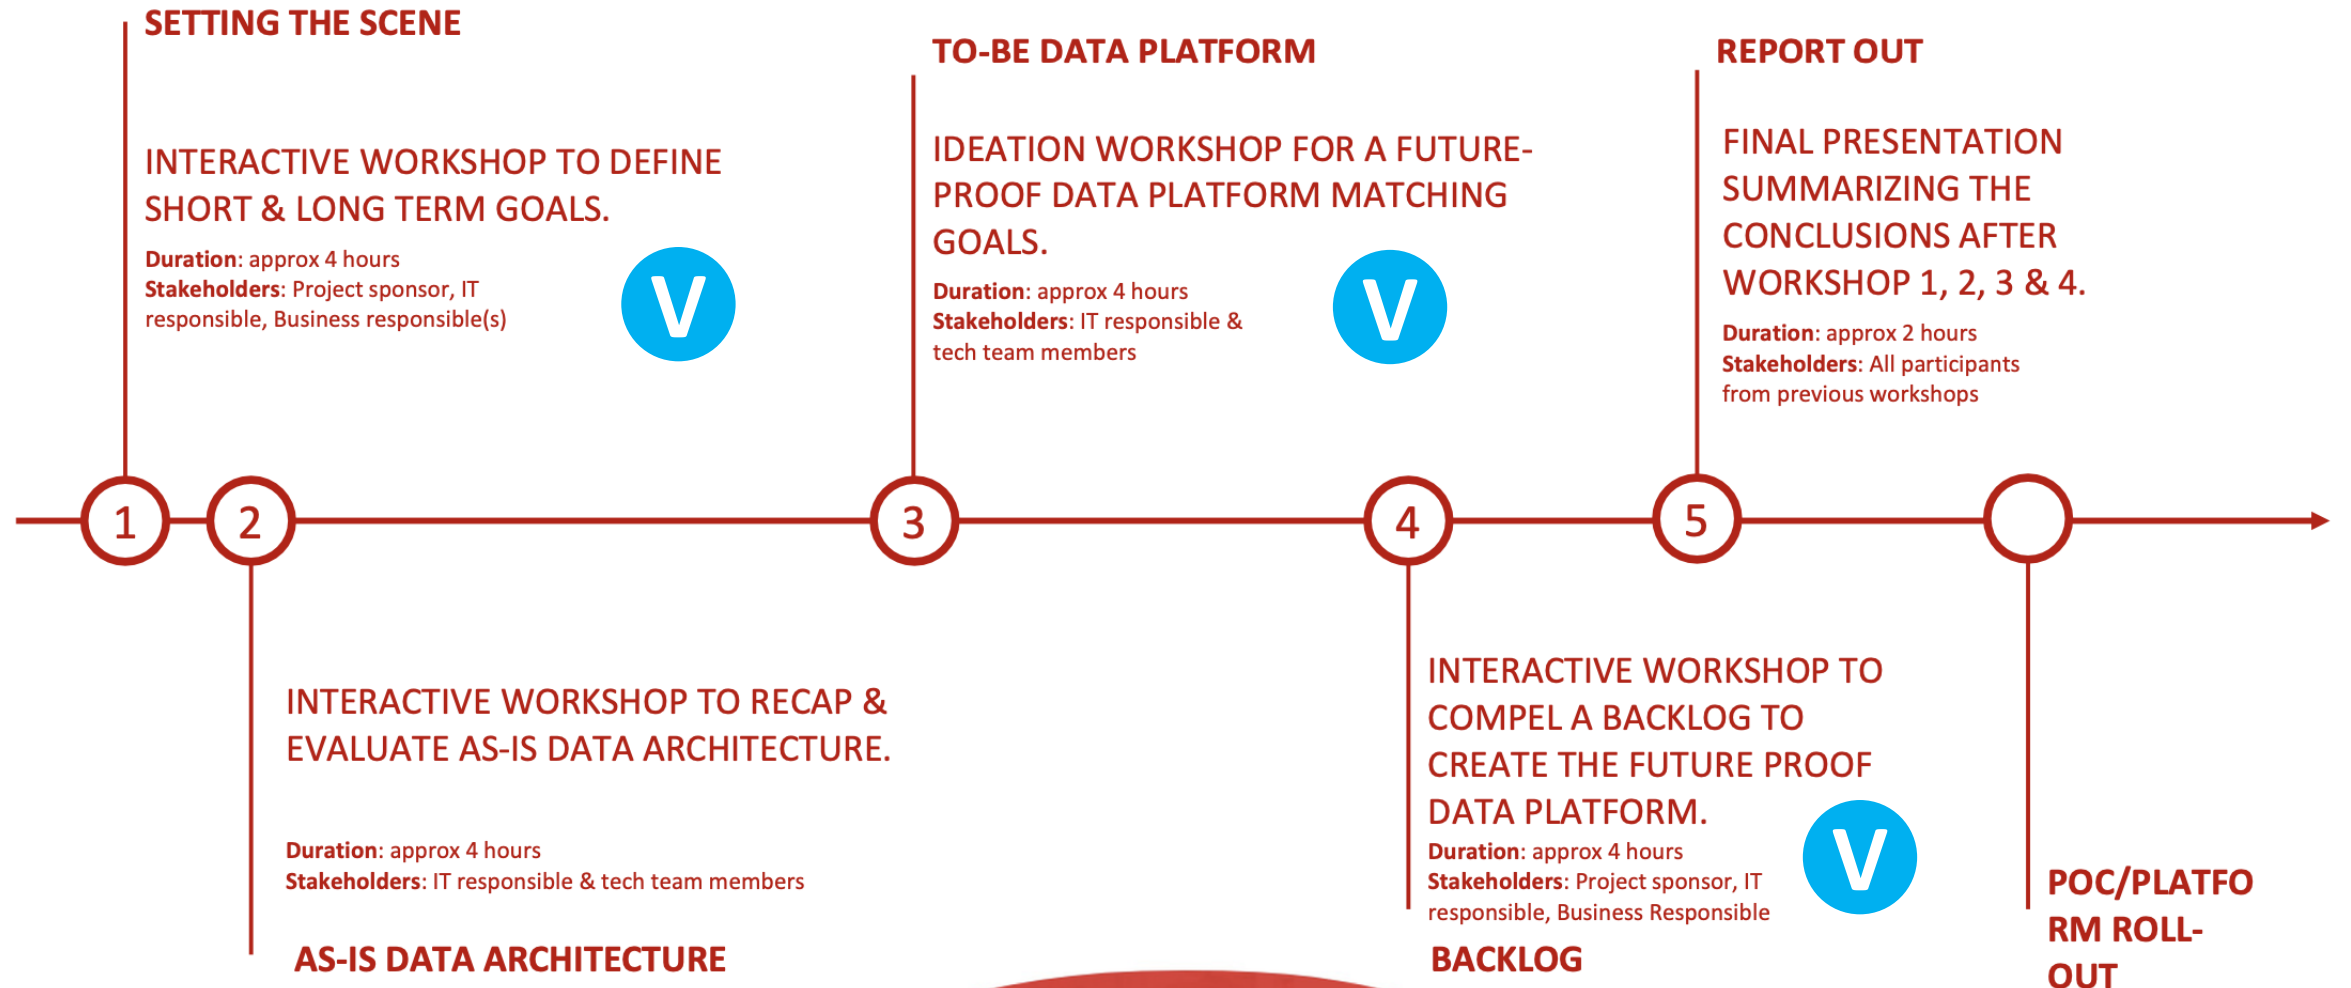 SETTING THE SCENE
INTERACTIVE WORKSHOP TO DEFINE
SHORT & LONG TERM GOALS.
Duration: approx 4 hours
Stakeholders: Project sponsor, IT
responsible, Business responsible(s)
V
TO-BE DATA PLATFORM
IDEATION WORKSHOP FOR A FUTURE-
PROOF DATA PLATFORM MATCHING
GOALS.
Duration: approx 4 hours
Stakeholders: IT responsible &
tech team members
V
REPORT OUT
FINAL PRESENTATION
SUMMARIZING THE
CONCLUSIONS AFTER
WORKSHOP 1, 2, 3 & 4.
Duration: approx 2 hours
Stakeholders: All participants
from previous workshops
1
2
3
4
5
INTERACTIVE WORKSHOP TO RECAP &
EVALUATE AS-IS DATA ARCHITECTURE.
Duration: approx 4 hours
Stakeholders: IT responsible & tech team members
AS-IS DATA ARCHITECTURE
INTERACTIVE WORKSHOP TO
COMPEL A BACKLOG TO
CREATE THE FUTURE PROOF
DATA PLATFORM.
Duration: approx 4 hours
Stakeholders: Project sponsor, IT
responsible, Business Responsible
V
BACKLOG
POC/PLATFO
RM ROLL-
OUT